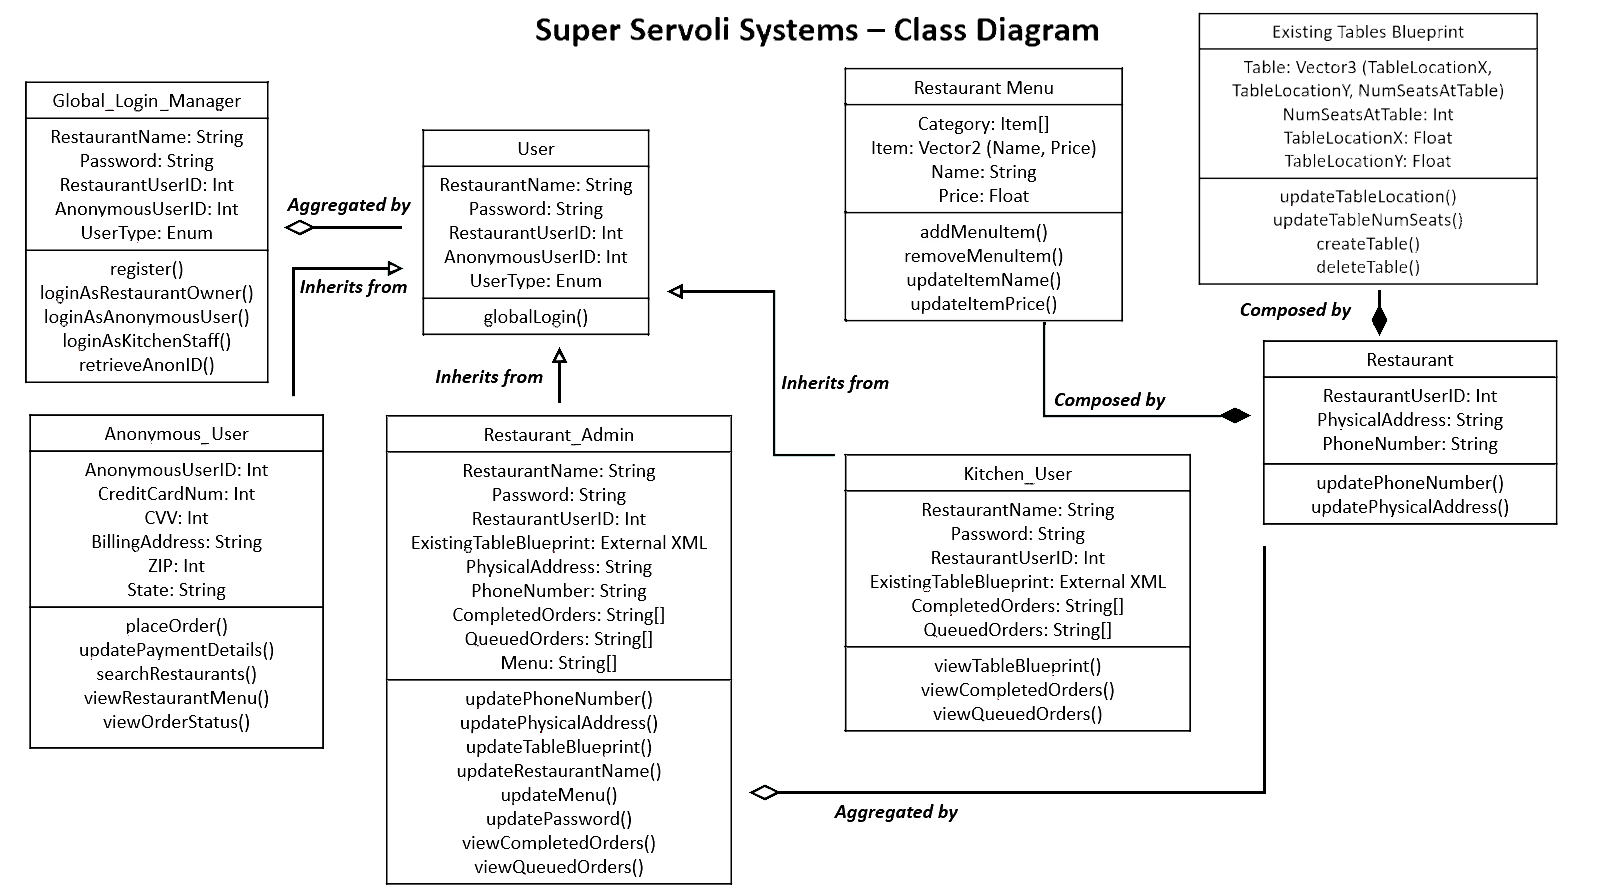 Super Servoli Systems – Class Diagram
Global_Login_Manager
RestaurantName: String
Password: String
RestaurantUserID: Int
AnonymousUserID: Int
UserType: Enum
register()
loginAsRestaurantOwner()
loginAsAnonymousUser()
loginAsKitchenStaff()
retrieveAnonID()
Aggregated by
Inherits from
User
RestaurantName: String
Password: String
RestaurantUserID: Int
AnonymousUserID: Int
UserType: Enum
globalLogin()
Inherits from
Inherits from
Restaurant Menu
Category: Item[]
Item: Vector2 (Name, Price)
Name: String
Price: Float
addMenuItem()
removeMenuItem()
updateItemName()
updateItemPrice()
Composed by
Existing Tables Blueprint
Table: Vector3 (TableLocationX,
TableLocationY, NumSeatsAtTable)
NumSeatsAtTable: Int
TableLocationX: Float
TableLocationY: Float
updateTableLocation()
updateTableNumSeats()
createTable()
deleteTable()
Composed by
Restaurant
RestaurantUserID: Int
PhysicalAddress: String
PhoneNumber: String
updatePhoneNumber()
updatePhysicalAddress()
Anonymous_User
AnonymousUserID: Int
CreditCardNum: Int
CVV: Int
BillingAddress: String
ZIP: Int
State: String
placeOrder()
updatePaymentDetails()
searchRestaurants()
viewRestaurantMenu()
viewOrderStatus()
Restaurant_Admin
RestaurantName: String
Password: String
RestaurantUserID: Int
ExistingTableBlueprint: External XML
PhysicalAddress: String
PhoneNumber: String
CompletedOrders: String[]
QueuedOrders: String[]
Menu: String[]
updatePhoneNumber()
updatePhysicalAddress()
updateTableBlueprint()
updateRestaurantName()
updateMenu()
updatePassword()
viewCompletedOrders()
viewQueuedOrders()
Kitchen_User
RestaurantName: String
Password: String
RestaurantUserID: Int
ExistingTableBlueprint: External XML
CompletedOrders: String[]
QueuedOrders: String[]
viewTableBlueprint()
viewCompletedOrders()
viewQueuedOrders()
Aggregated by